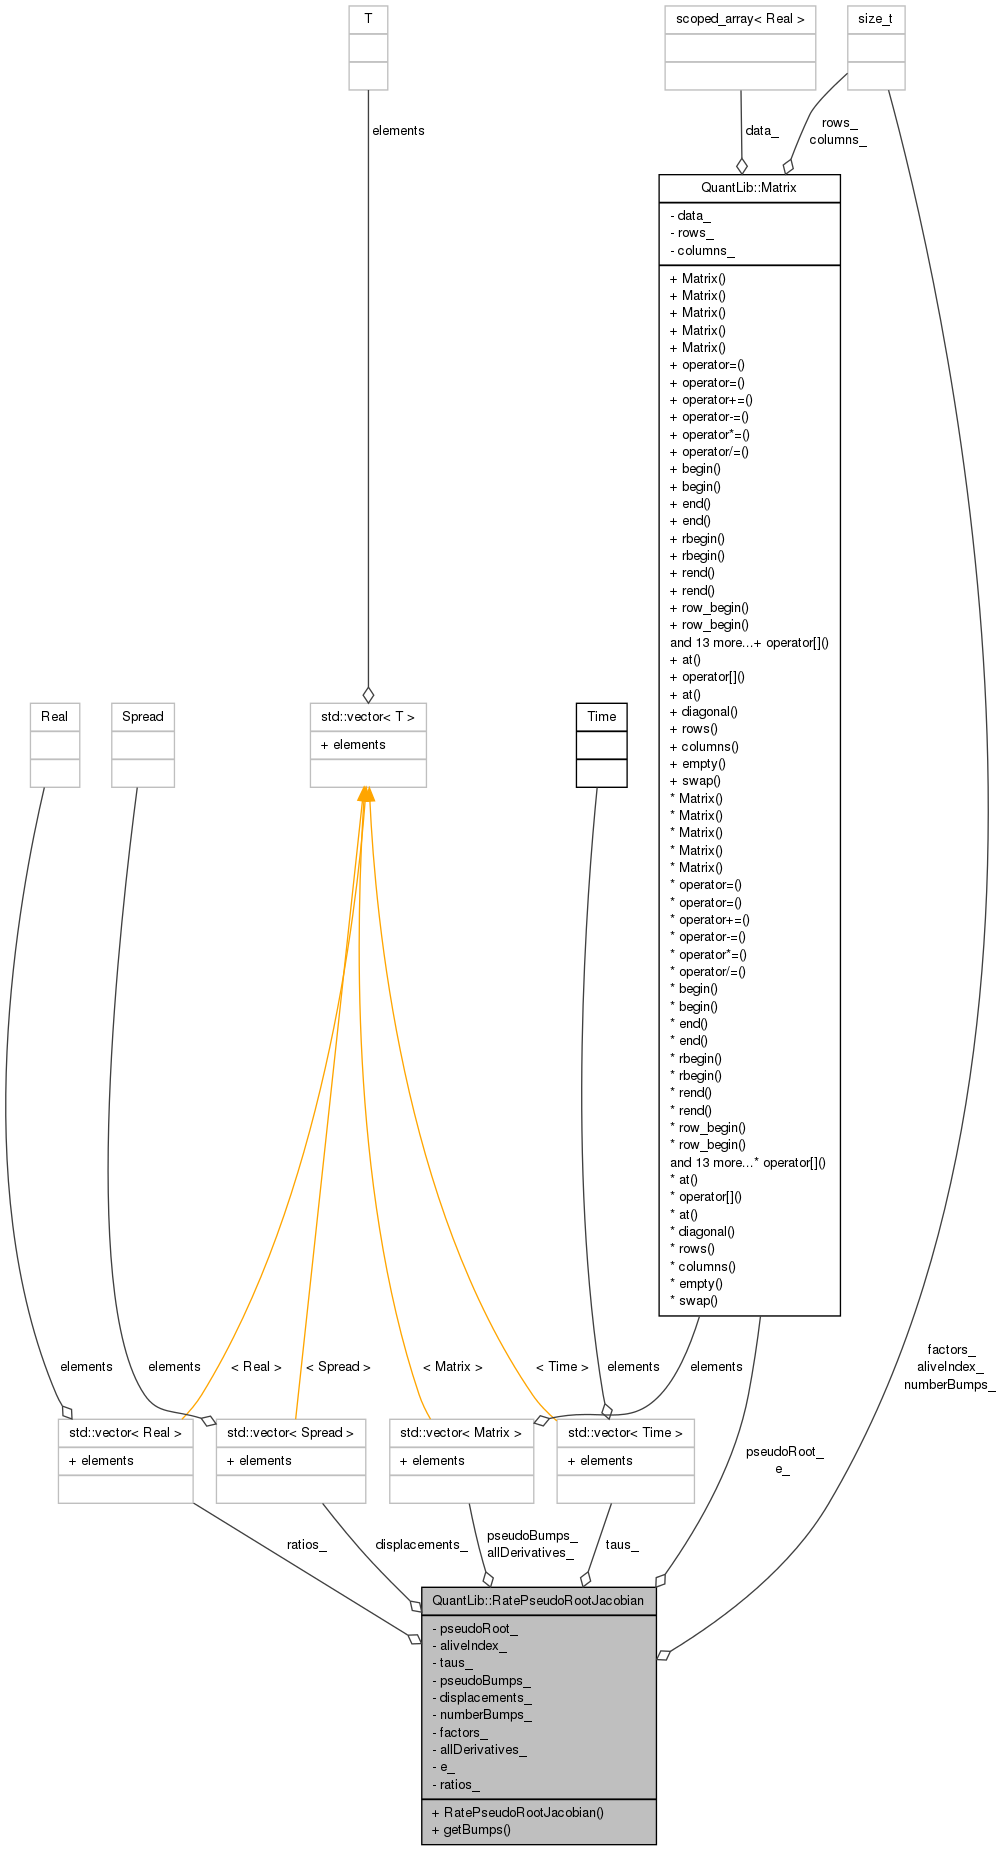 T
scoped_array< Real >
size_t
elements
data_
rows_
columns_
QuantLib::Matrix
- data_
- rows_
- columns_
+ Matrix()
+ Matrix()
+ Matrix()
+ Matrix()
+ Matrix()
+ operator=()
+ operator=()
+ operator+=()
+ operator-=()
+ operator*=()
+ operator/=()
+ begin()
+ begin()
+ end()
+ end()
+ rbegin()
+ rbegin()
+ rend()
+ rend()
+ row_begin()
+ row_begin()
and 13 more...+ operator[]()
+ at()
+ operator[]()
+ at()
+ diagonal()
+ rows()
+ columns()
+ empty()
+ swap()
* Matrix()
* Matrix()
* Matrix()
* Matrix()
* Matrix()
* operator=()
* operator=()
* operator+=()
* operator-=()
* operator*=()
* operator/=()
* begin()
* begin()
* end()
* end()
* rbegin()
* rbegin()
* rend()
* rend()
* row_begin()
* row_begin()
and 13 more...* operator[]()
* at()
* operator[]()
* at()
* diagonal()
* rows()
* columns()
* empty()
* swap()
Real
Spread
std::vector< T >
+ elements
Time
elements
< Real >
elements
< Spread >
< Matrix >
< Time >
elements
elements
factors_
aliveIndex_
numberBumps_
std::vector< Real >
+ elements
std::vector< Spread >
+ elements
std::vector< Matrix >
+ elements
std::vector< Time >
+ elements
pseudoRoot_
e_
ratios_
displacements_
pseudoBumps_
allDerivatives_
taus_
QuantLib::RatePseudoRootJacobian
- pseudoRoot_
- aliveIndex_
- taus_
- pseudoBumps_
- displacements_
- numberBumps_
- factors_
- allDerivatives_
- e_
- ratios_
+ RatePseudoRootJacobian()
+ getBumps()